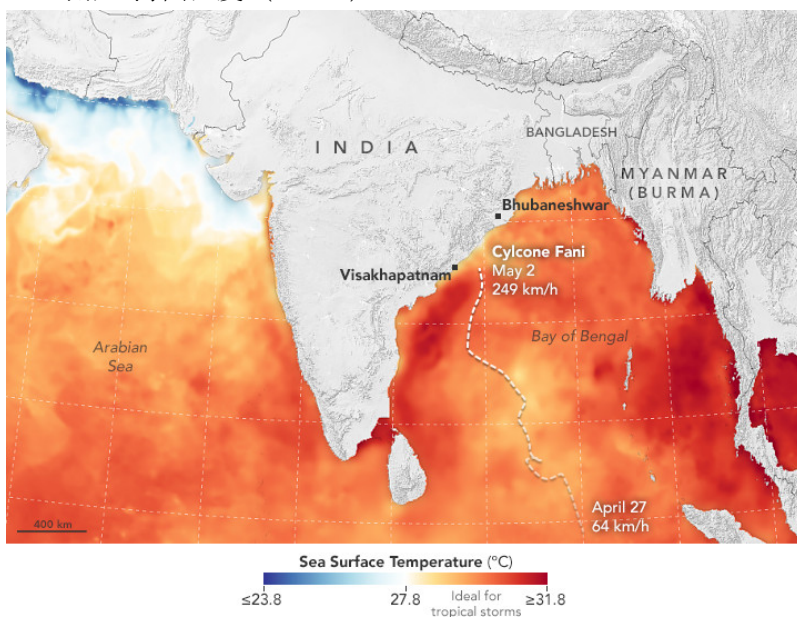 INDIA
BANGLADESH
MYANMAR
(BURMA)
Bhubaneshwar
Cylcone Fani
May 2
249 km/h
Visakhapatnam
Arabian
Sea
Bay of Bengal
April 27
64 km/h
400 km
Sea Surface Temperature (°C)
≤23.8
27.8
Ideal for
tropical storms
≥31.8